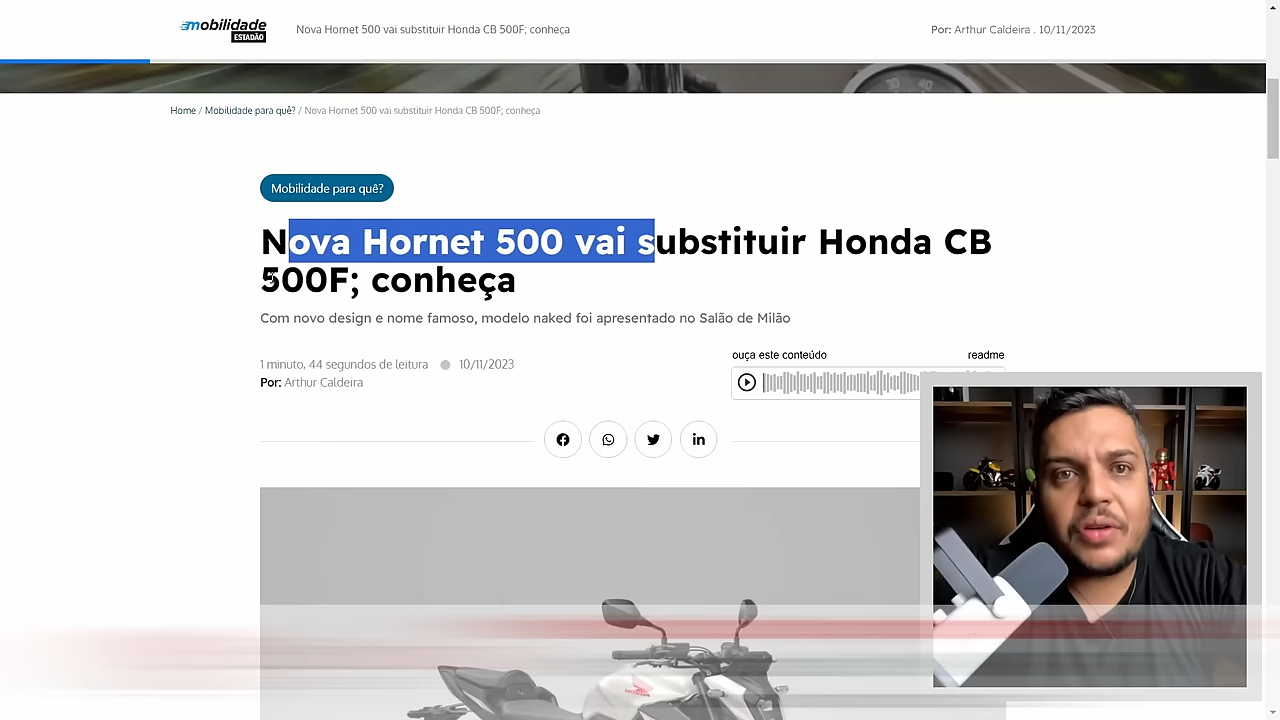 mobilidade
ESTADÃO
Nova Hornet 500 vai substituir Honda CB 500F; conheça
Por: Arthur Caldeira . 10/11/2023
30 40
Home / Mobilidade para quê? / Nova Hornet 500 vai substituir Honda CB 500F; conheça
Mobilidade para quê?
Nova Hornet 500 vai substituir Honda CB
500F; conheça
Com novo design e nome famoso, modelo naked foi apresentado no Salão de Milão
ouça este conteúdo
readme
1 minuto, 44 segundos de leitura
10/11/2023
Por: Arthur Caldeira
HONDA